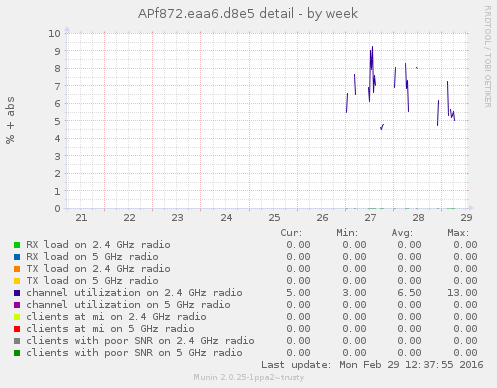 APf872.eaa6.d8e5 detail - by week
RRDTOOL / TOBI OETIKER
% + abs
10
9
8
7
6
5
4
3
2
1
0
21 22 23 24 25 26 27 28 29
Cur: Min: Avg: Max:
RX load on 2.4 GHz radio 0.00 0.00 0.00 0.00
RX load on 5 GHz radio 0.00 0.00 0.00 0.00
TX load on 2.4 GHz radio 0.00 0.00 0.00 0.00
TX load on 5 GHz radio 0.00 0.00 0.00 0.00
channel utilization on 2.4 GHz radio 5.00 3.00 6.50 13.00
channel utilization on 5 GHz radio 0.00 0.00 0.00 0.00
clients at mi on 2.4 GHz radio 0.00 0.00 0.00 0.00
clients at mi on 5 GHz radio 0.00 0.00 0.00 0.00
clients with poor SNR on 2.4 GHz radio 0.00 0.00 0.00 0.00
clients with poor SNR on 5 GHz radio 0.00 0.00 0.00 0.00
Last update: Mon Feb 29 12:37:55 2016
Munin 2.0.25-1ppa2~trusty